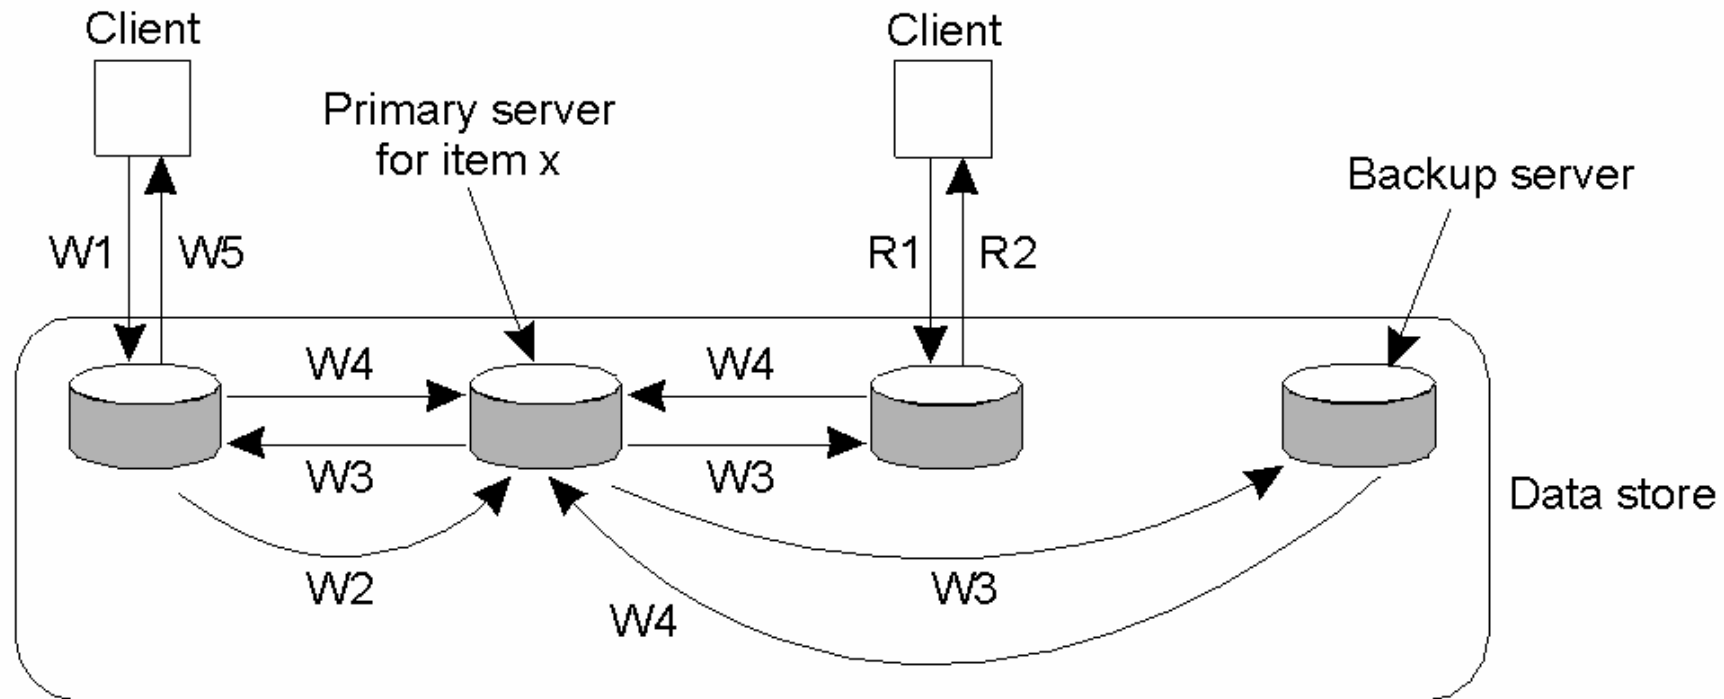 Client
Client
Primary server
for item x
Backup server
W1
W5
R1
R2
W4
W4
W3
W3
Data store
W2
W3
W4